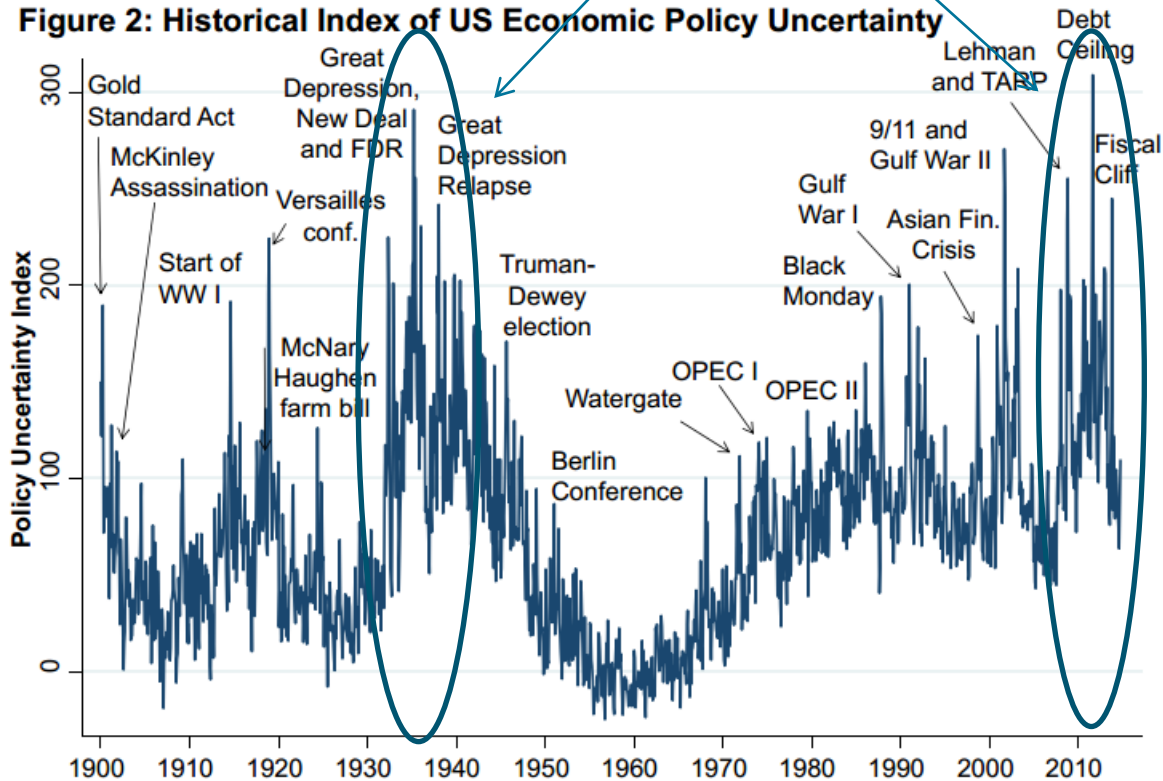 Figure 2: Historical Index of US Economic Policy Uncertainty
Policy Uncertainty Index
300
200
100
0
Gold
Standard Act
McKinley
Assassination
Start of
WW I
Versailles
conf.
McNary
Haughen
farm bill
Great
Depression,
New Deal
and FDR
Great
Depression
Relapse
Truman-
Dewey
election
Berlin
Conference
Watergate
OPEC I
OPEC II
Black
Monday
Gulf
War I
Asian Fin.
Crisis
9/11 and
Gulf War II
Lehman
and TARP
Debt
Ceiling
Fiscal
Cliff
1900 1910 1920 1930 1940 1950 1960 1970 1980 1990 2000 2010